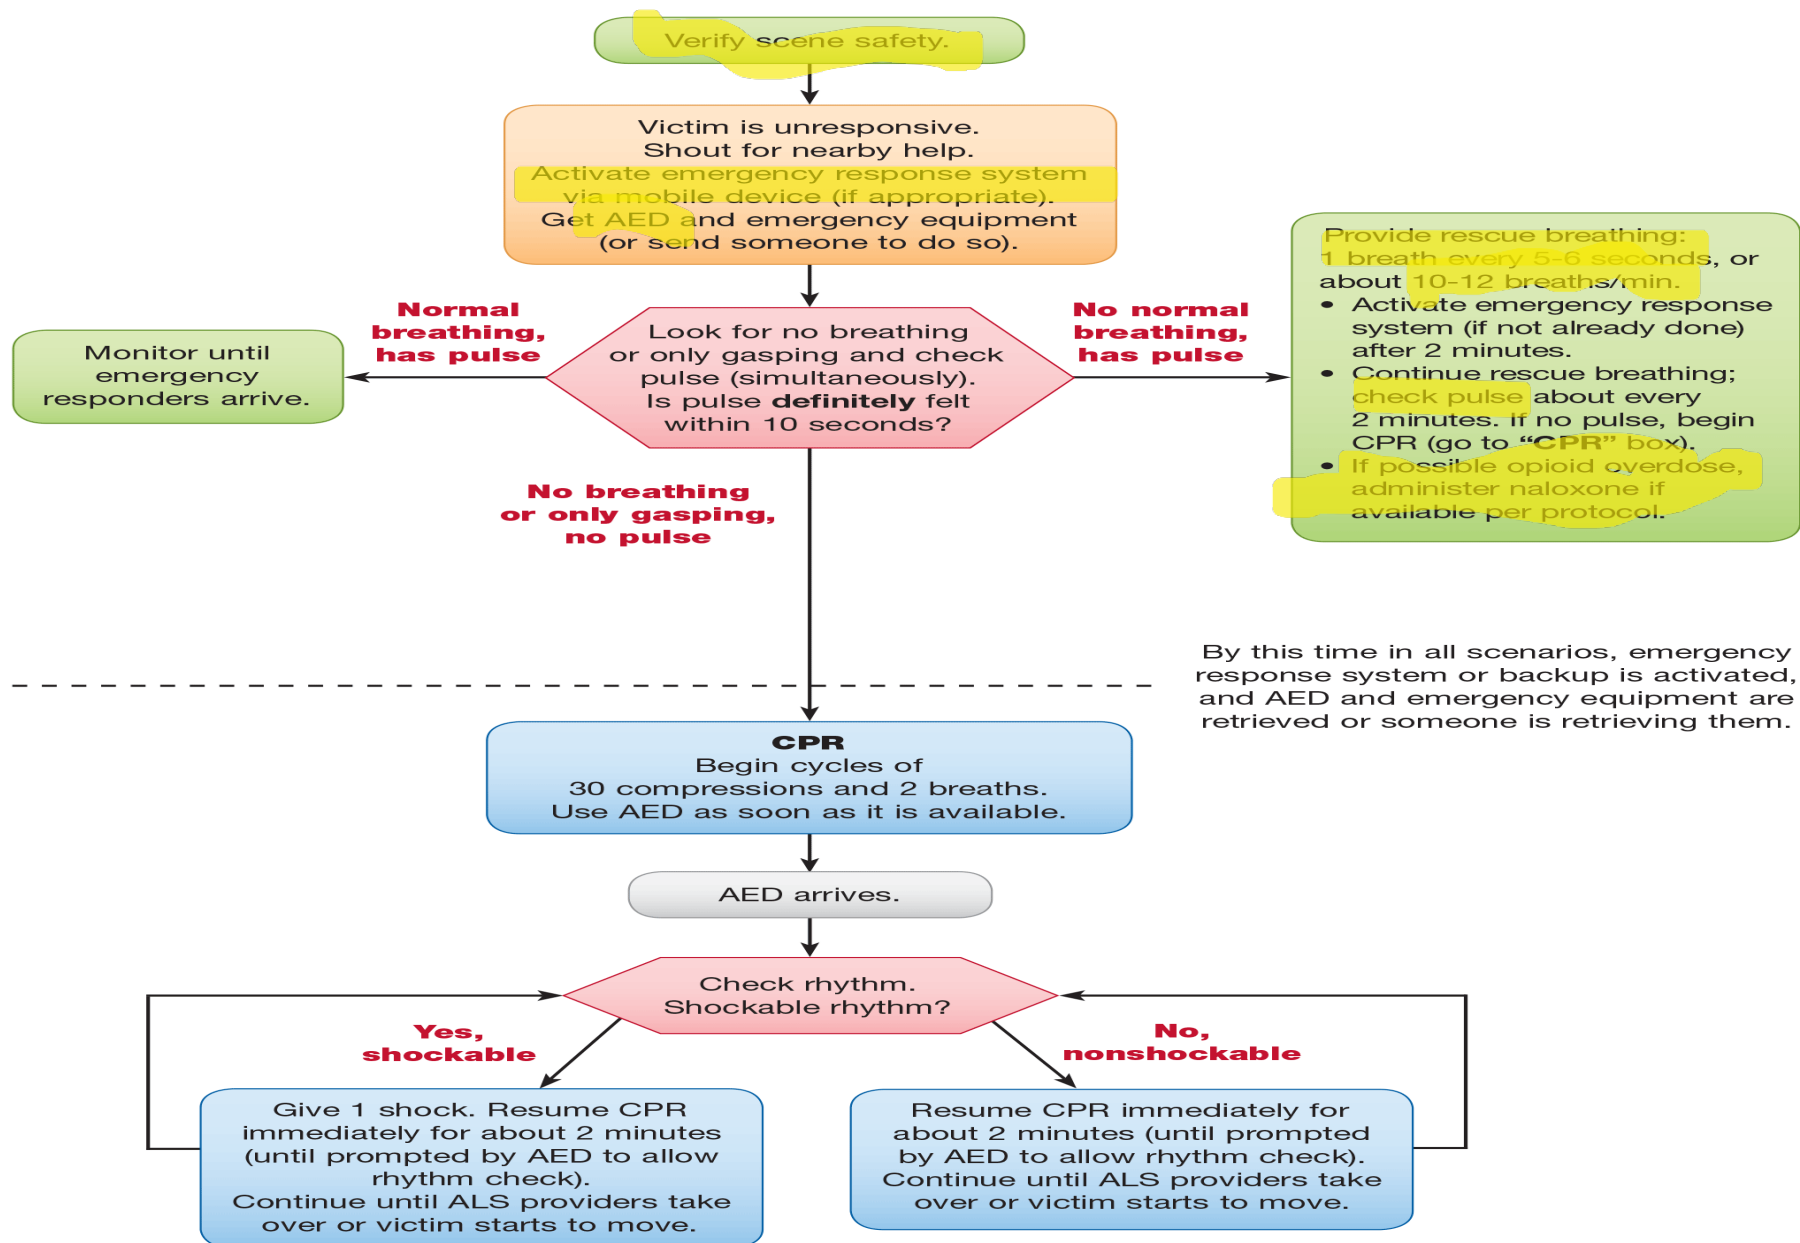 Verify scene safety.
Victim is unresponsive.
Shout for nearby help.
Activate emergency response system
via mobile device (if appropriate).
Get AED and emergency equipment
(or send someone to do so).
Normal
breathing,
has pulse
Look for no breathing
or only gasping and check
pulse (simultaneously).
Is pulse definitely felt
within 10 seconds?
No normal
breathing,
has pulse
Monitor until
emergency
responders arrive.
Provide rescue breathing:
1 breath every 5-6 seconds, or
about 10-12 breaths/min.
• Activate emergency response
system (if not already done)
after 2 minutes.
• Continue rescue breathing;
check pulse about every
2 minutes. If no pulse, begin
CPR (go to “CPR” box).
• If possible opioid overdose,
administer naloxone if
available per protocol.
No breathing
or only gasping,
no pulse
By this time in all scenarios, emergency
response system or backup is activated,
and AED and emergency equipment are
retrieved or someone is retrieving them.
CPR
Begin cycles of
30 compressions and 2 breaths.
Use AED as soon as it is available.
AED arrives.
Check rhythm.
Shockable rhythm?
Yes,
shockable
No,
nonshockable
Give 1 shock. Resume CPR
immediately for about 2 minutes
(until prompted by AED to allow
rhythm check).
Continue until ALS providers take
over or victim starts to move.
Resume CPR immediately for
about 2 minutes (until prompted
by AED to allow rhythm check).
Continue until ALS providers take
over or victim starts to move.